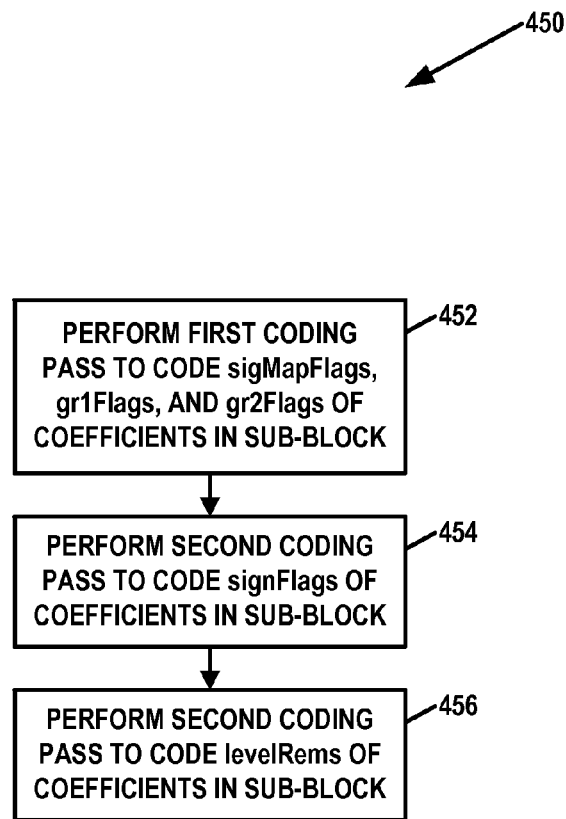 450
PERFORM FIRST CODING
PASS TO CODE sigMapFlags,
gr1Flags, AND gr2Flags OF
COEFFICIENTS IN SUB-BLOCK
452
PERFORM SECOND CODING
PASS TO CODE signFlags OF
COEFFICIENTS IN SUB-BLOCK
454
PERFORM SECOND CODING
PASS TO CODE levelRems OF
COEFFICIENTS IN SUB-BLOCK
456